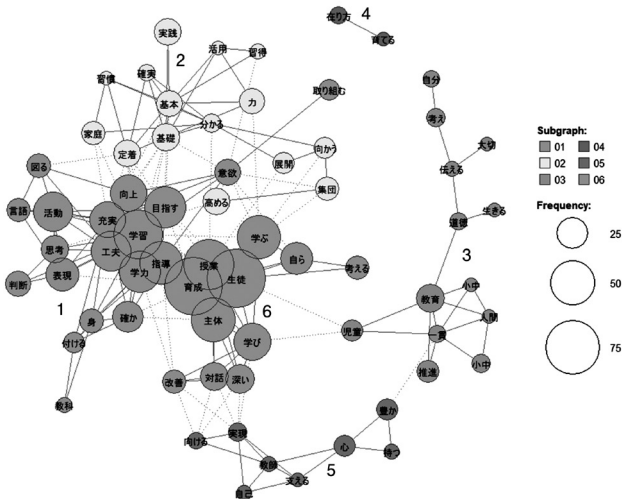 在り方
4
育てる
実践
2
活用
習得
確実
習慣
基本
力
取り組む
自分
考え
家庭
基礎
分かる
定着
展開
向かう
大切
伝える
図る
意欲
集団
言語
活動
向上
目指す
高める
充実
学習
学ぶ
道徳
生きる
思考
工夫
判断
表現
学力
指導
授業
生徒
自ら
考える
3
1
育成
6
教育
小中
身
確か
主体
人間
付ける
学び
児童
一貫
推進
小中
改善
対話
深い
教科
豊か
向ける
実現
心
持つ
教師
5
支える
自己
Subgraph:
01 04
02 05
03 06
Frequency:
25
50
75